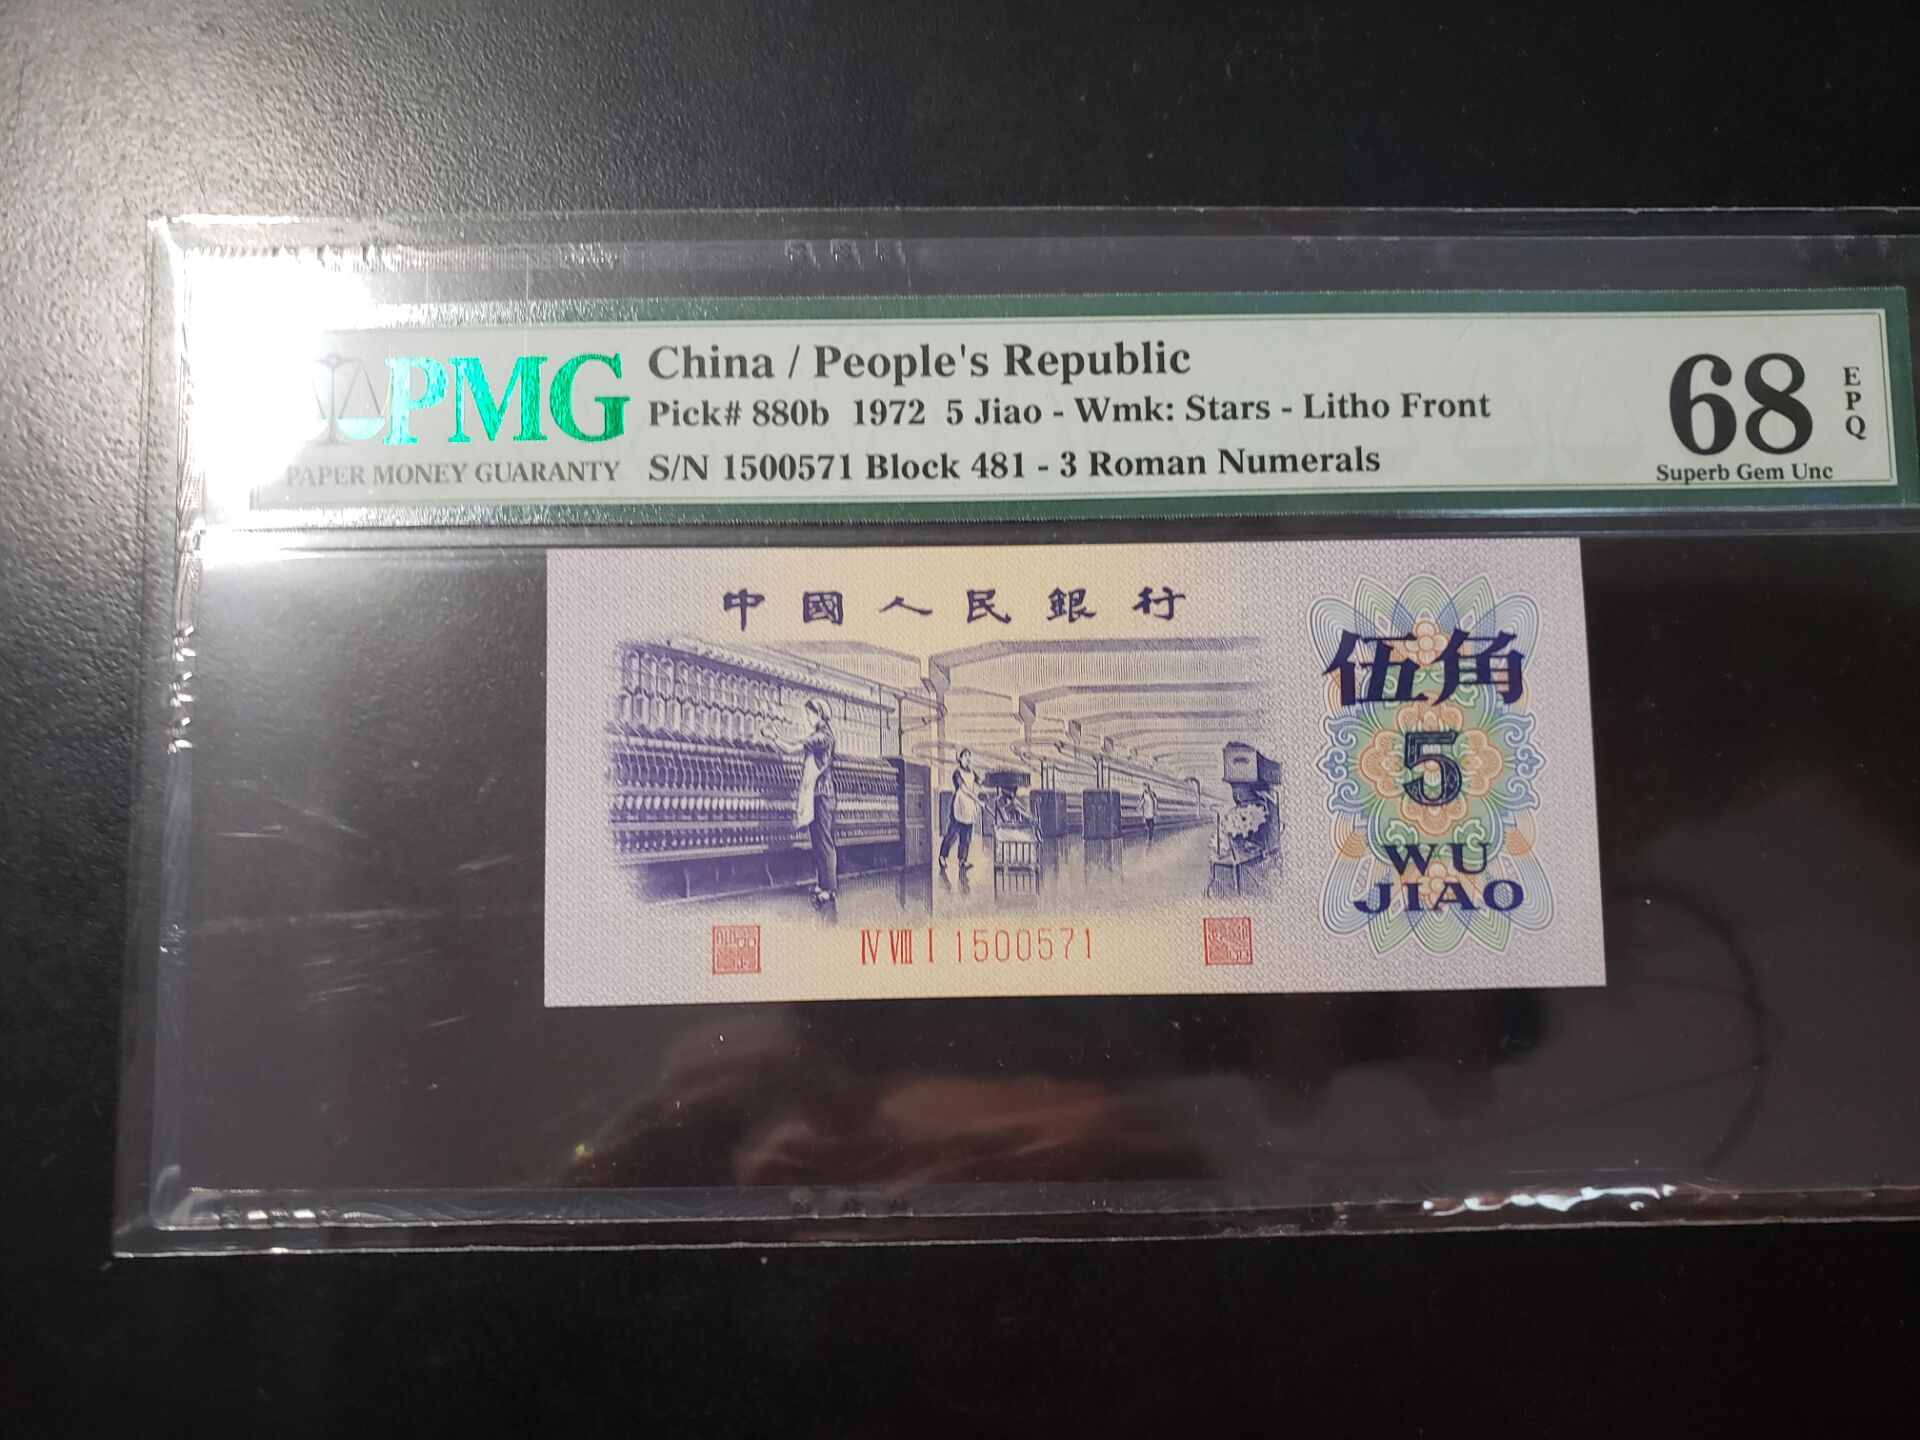 PMG
PAPER MONEY GUARANTY
China / People's Republic
Pick# 880b 1972 5 Jiao - Wmk: Stars - Litho Front
S/N 1500571 Block 481 - 3 Roman Numerals
68
EPQ
Superb Gem Unc
中國人民銀行
伍角
5
WU
JIAO
IV VIII I 1500571